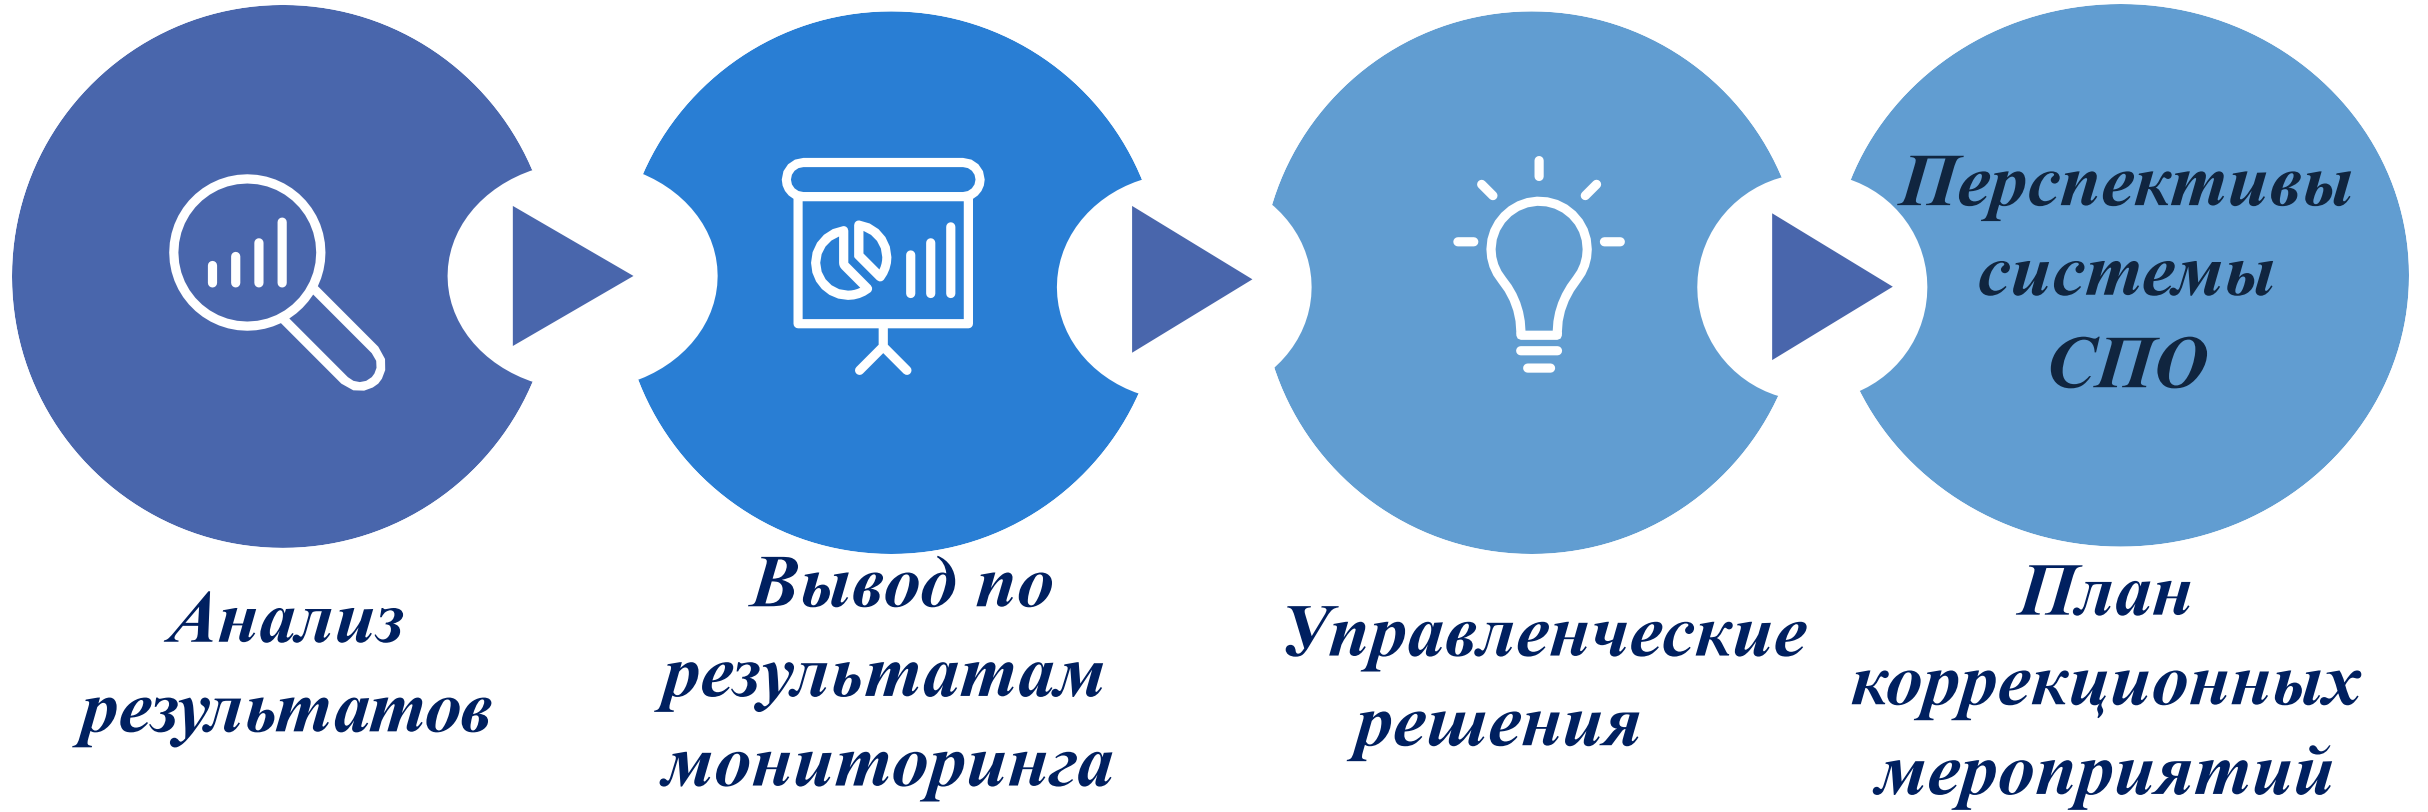 Перспективы
системы
СПО
Анализ
результатов
Вывод по
результатам
мониторинга
Управленческие
решения
План
коррекционных
мероприятий